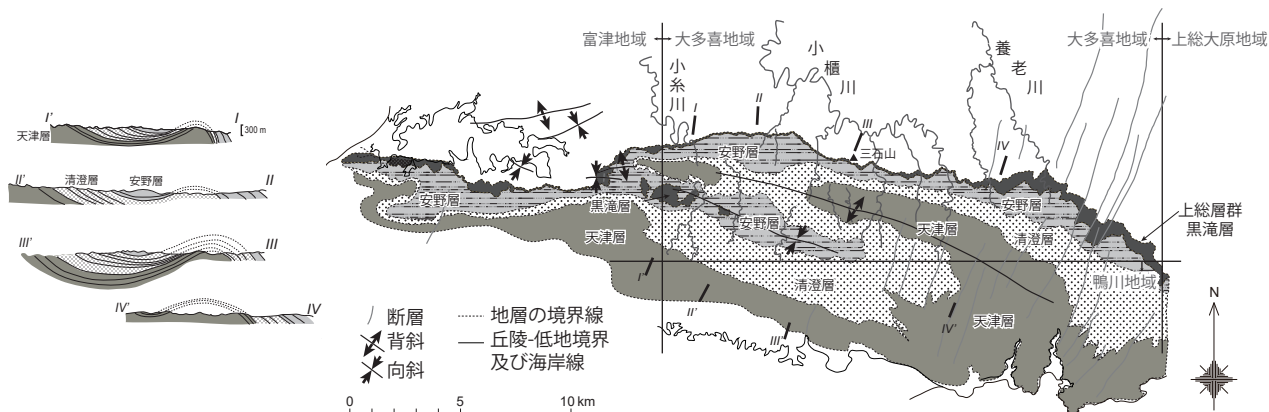 富津地域
大多喜地域
大多喜地域
上総大原地域
小糸川
小櫃川
養老川
I
II
III
IV
三石山
安野層
安野層
安野層
安野層
黒滝層
天津層
天津層
天津層
清澄層
清澄層
上総層群
黒滝層
鴨川地域
I'
II'
III'
IV'
I'
I
天津層
300 m
II'
清澄層
安野層
II
III'
III
IV'
IV
断層
背斜
向斜
地層の境界線
丘陵-低地境界
及び海岸線
0
5
10 km
N